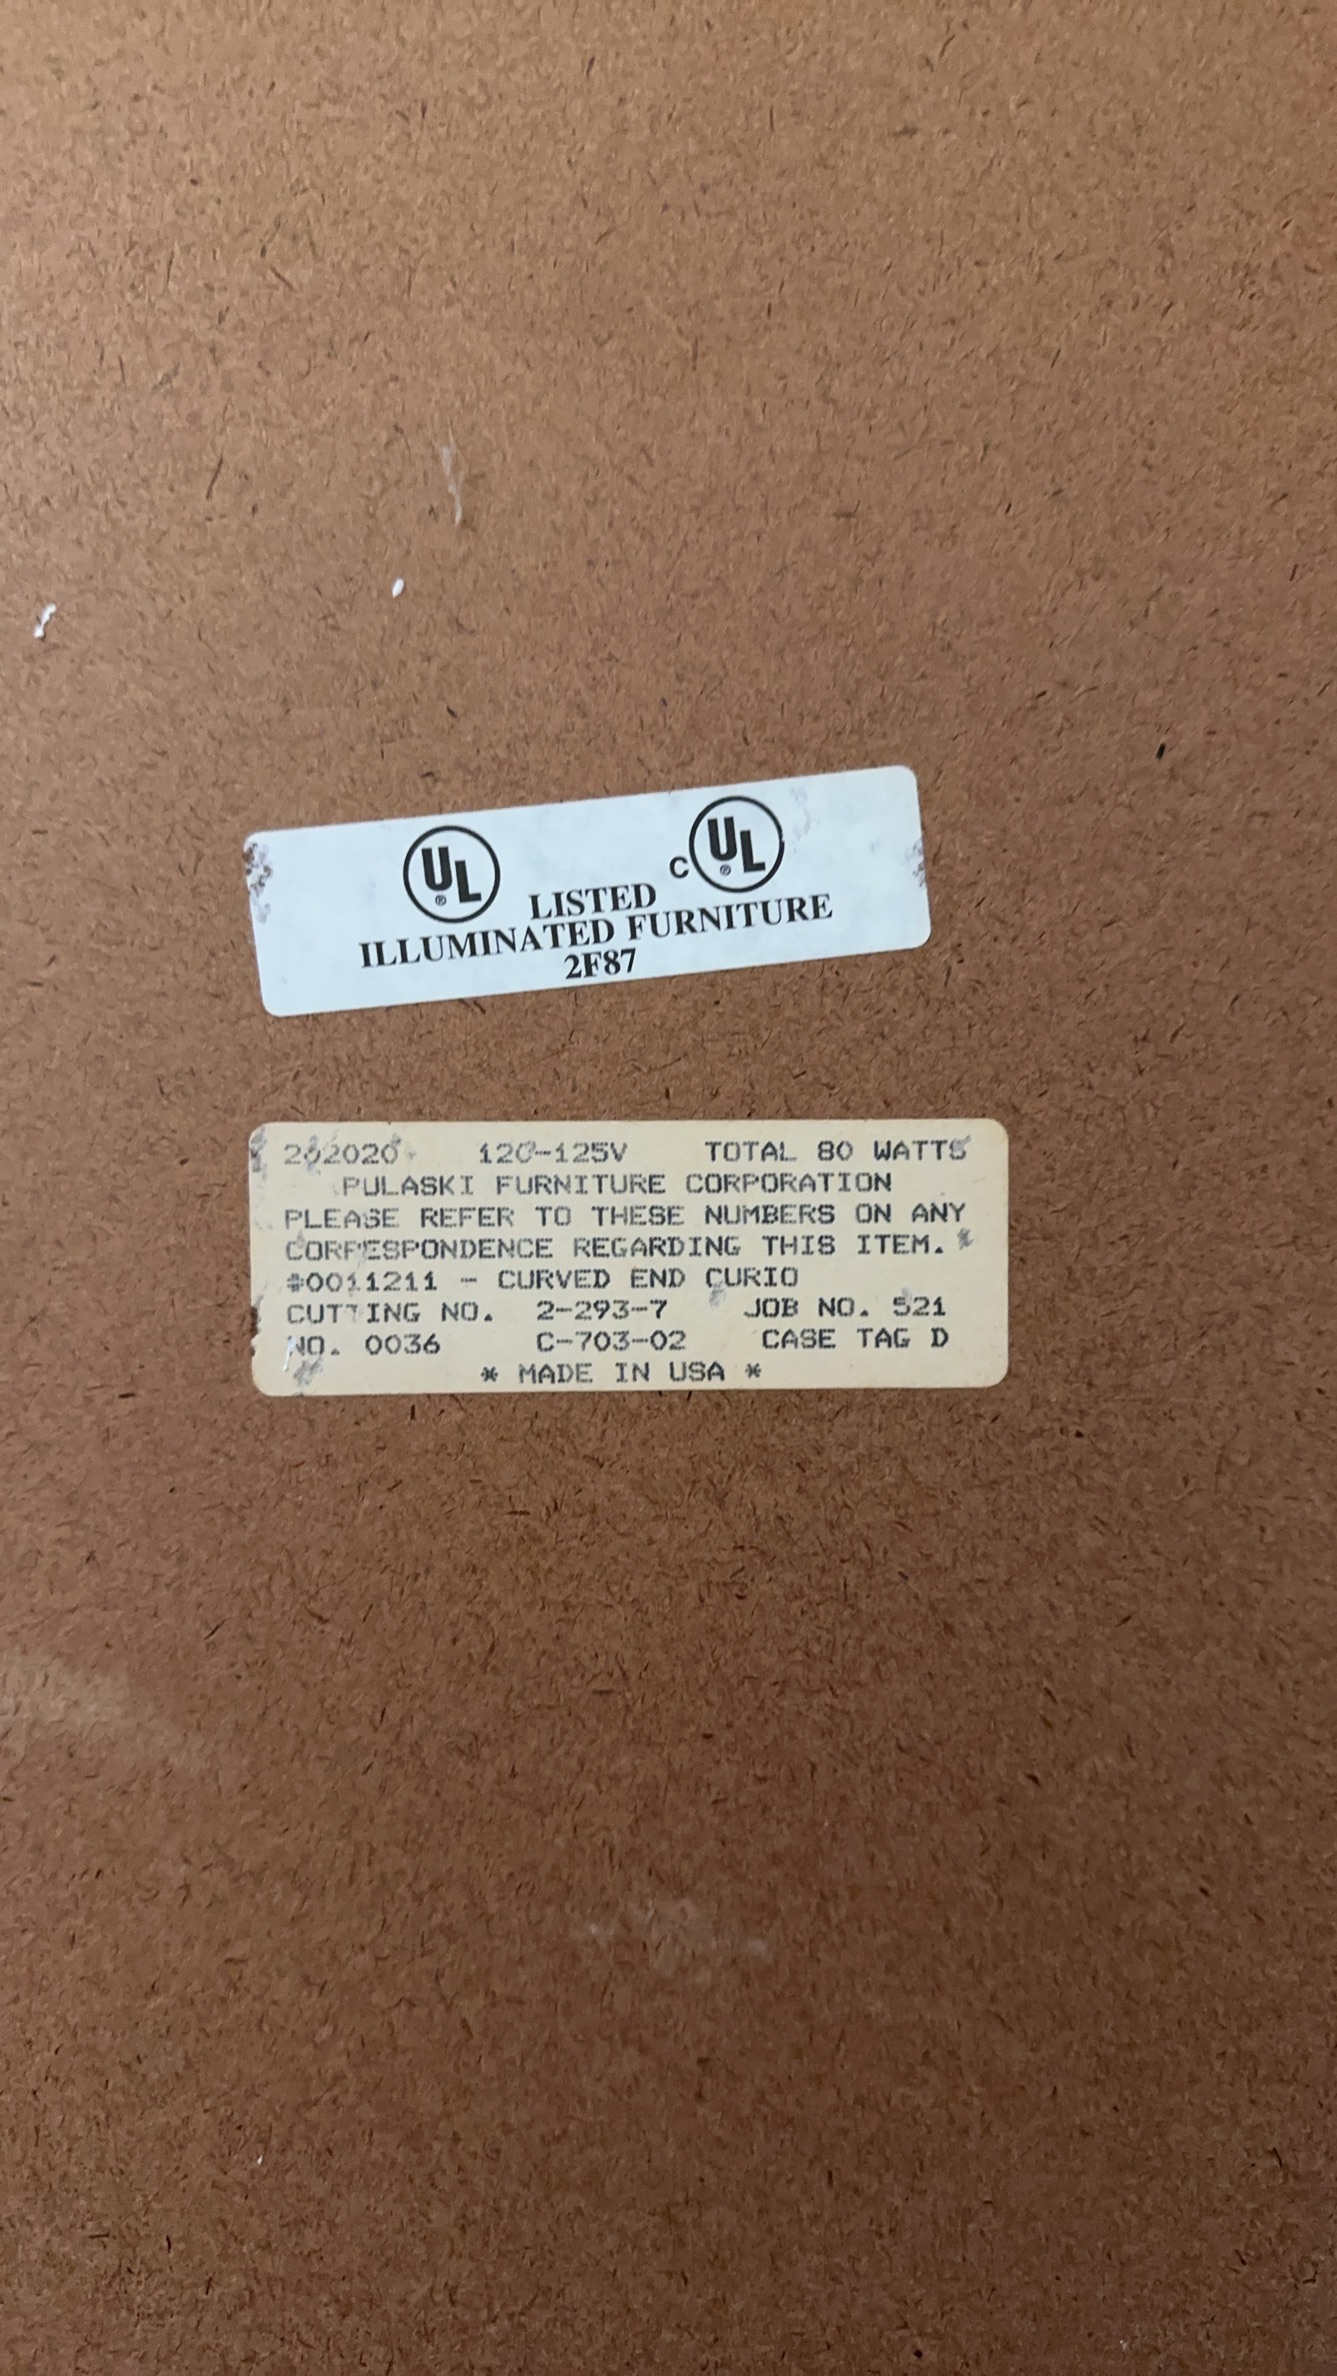 UL ® LISTED C UL ®
ILLUMINATED FURNITURE
2F87
262020 120-125V TOTAL 80 WATTS
PULASKI FURNITURE CORPORATION
PLEASE REFER TO THESE NUMBERS ON ANY
CORRESPONDENCE REGARDING THIS ITEM. *
#0011211 - CURVED END CURIO
CUTTING NO. 2-293-7 JOB NO. 521
NO. 0036 C-703-02 CASE TAG D
* MADE IN USA *